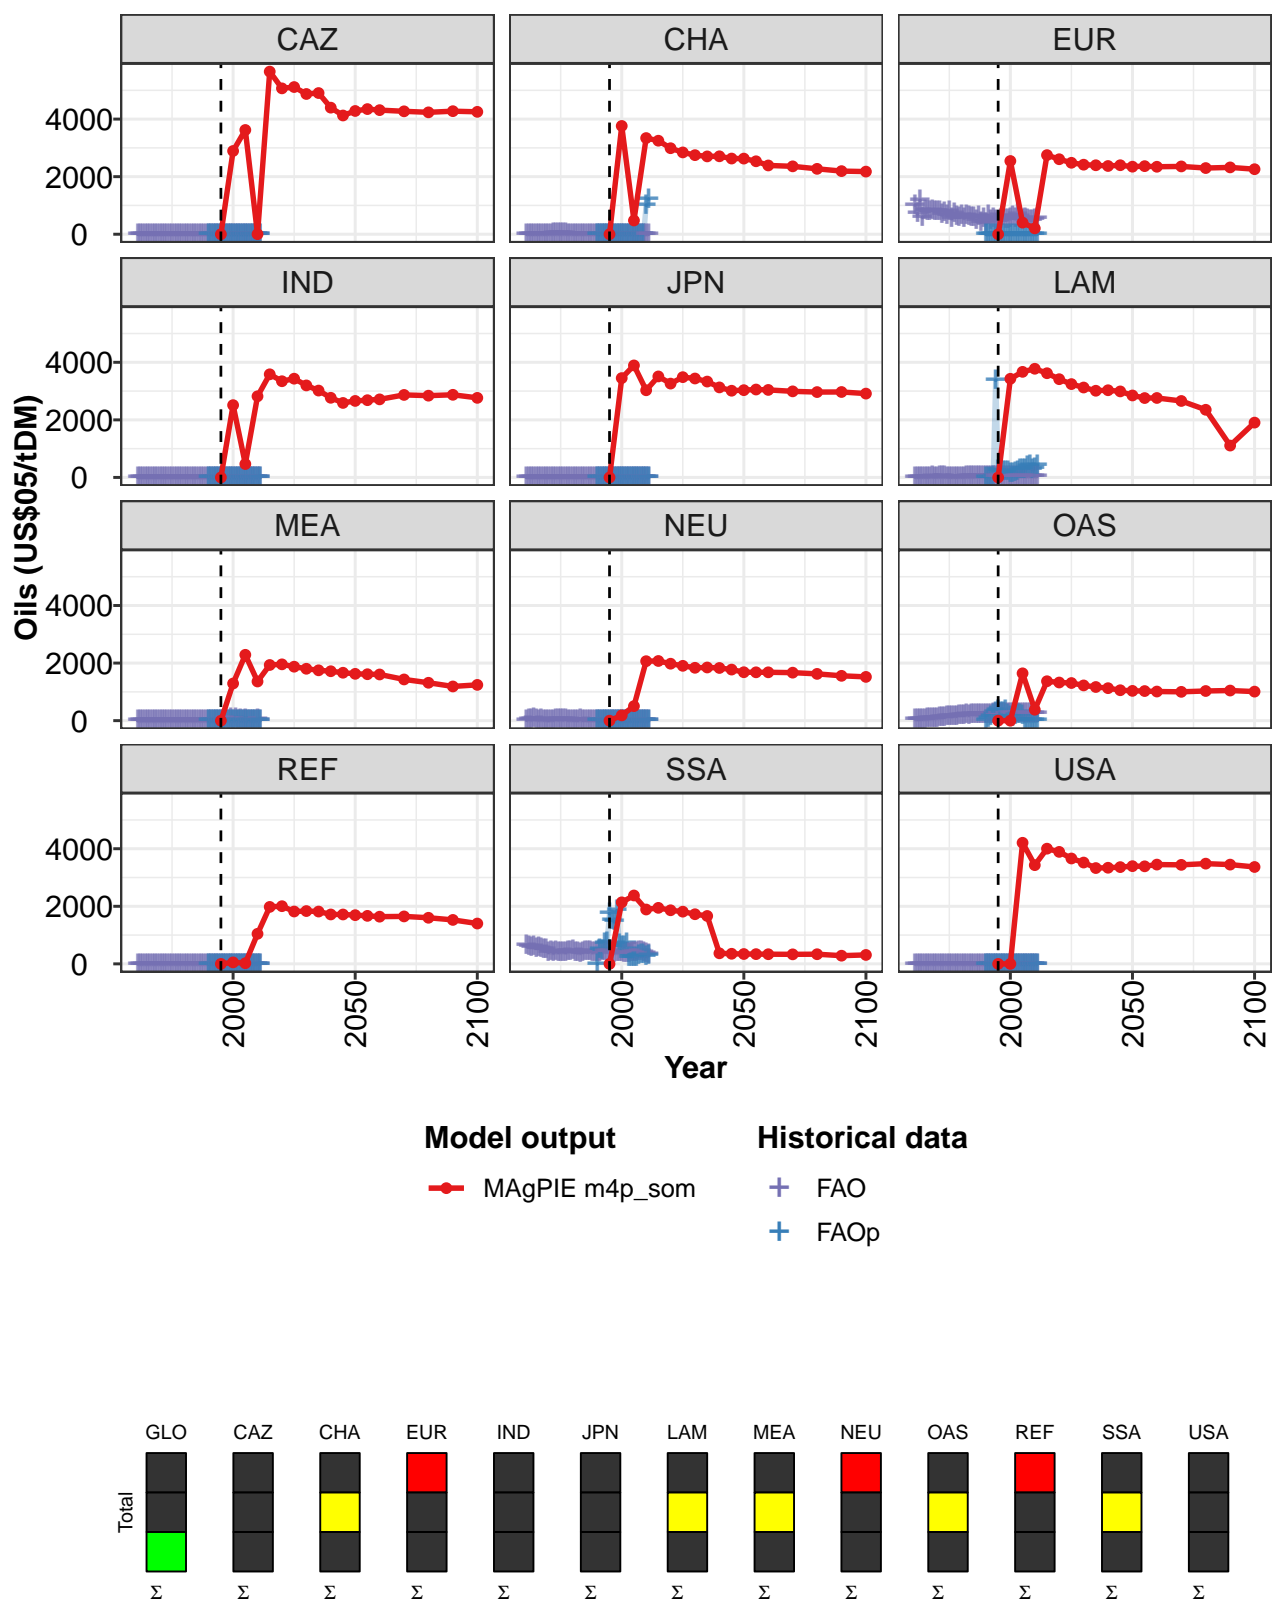 CAZ CHA EUR
4000
2000
0
IND JPN LAM
4000
2000
0
MEA NEU OAS
4000
2000
0
REF SSA USA
4000
2000
0
Oils (US$05/tDM)
2000 2050 2100 2000 2050 2100 2000 2050 2100
Year
Model output Historical data
MAgPIE m4p_som FAO
FAOp
GLO CAZ CHA EUR IND JPN LAM MEA NEU OAS REF SSA USA
Total
Σ Σ Σ Σ Σ Σ Σ Σ Σ Σ Σ Σ Σ